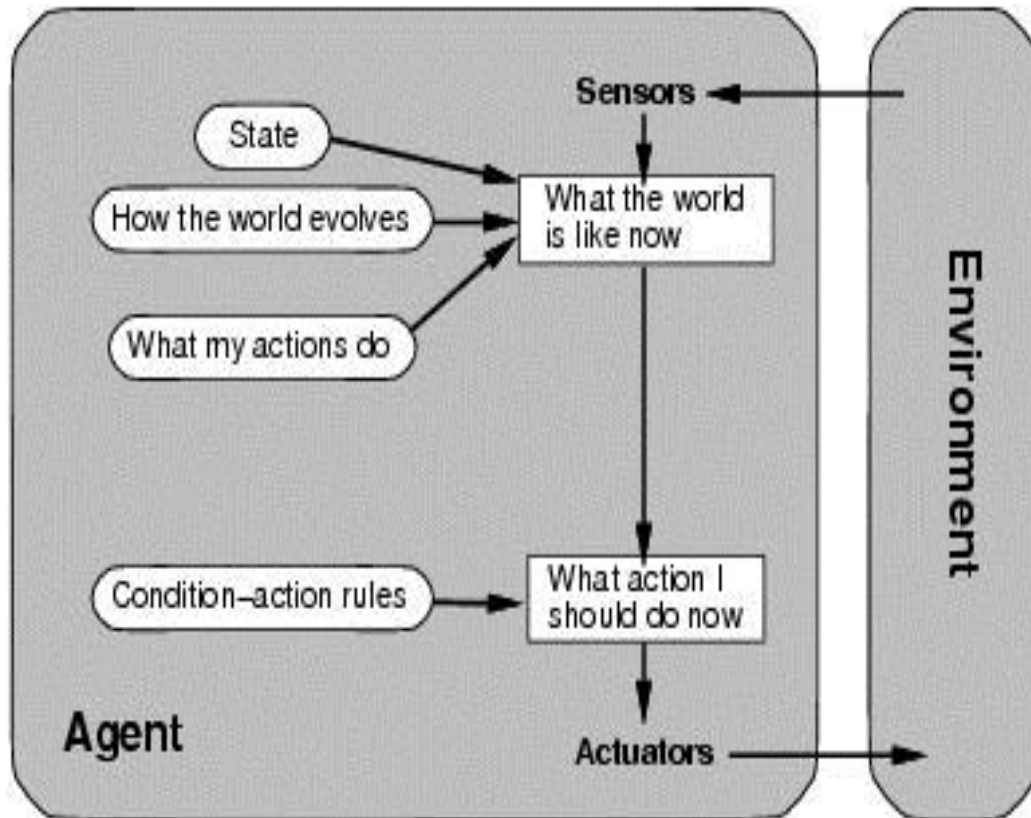 Sensors
State
What the world
is like now
How the world evolves
What my actions do
Environment
Condition–action rules
What action I
should do now
Agent
Actuators